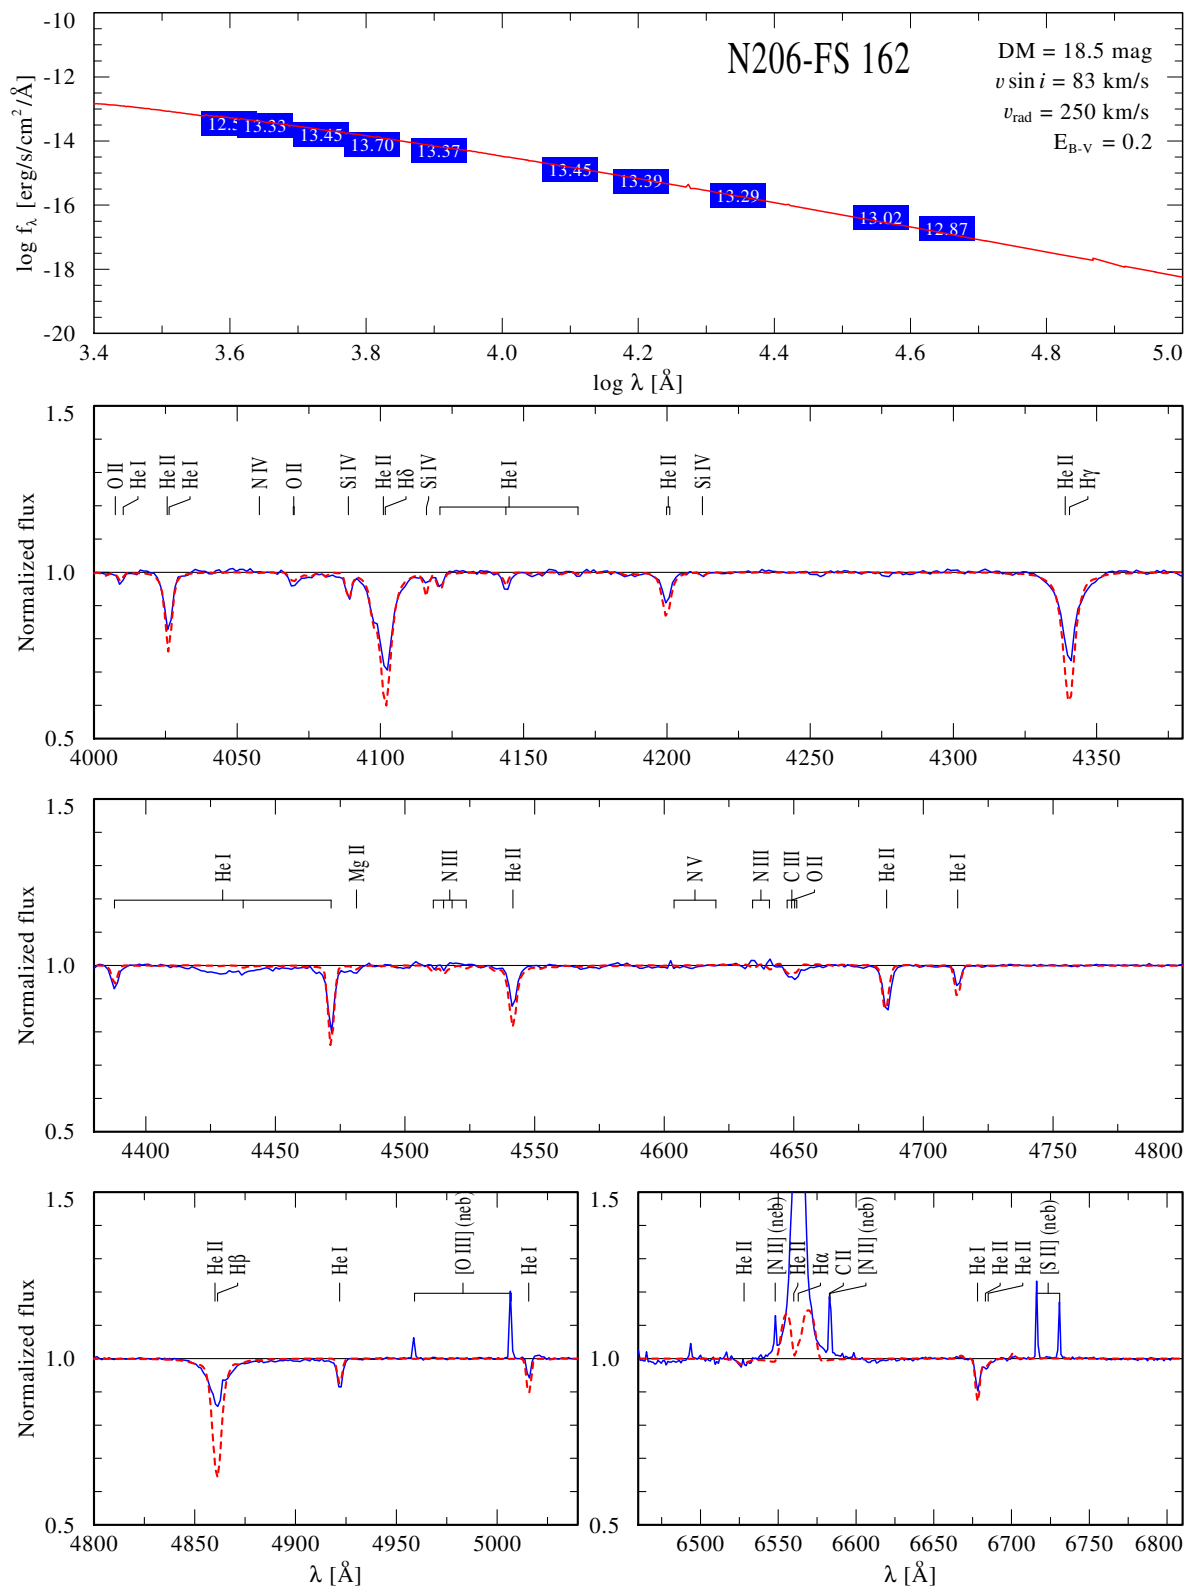 N206-FS 162
DM = 18.5 mag
v sin i = 83 km/s
v_rad = 250 km/s
E_B-V = 0.2
log f_λ [erg/s/cm²/Å]
-10
-12
-14
-16
-18
-20
13.33
13.45
13.70
13.37
13.45
13.39
13.29
13.02
12.87
3.4 3.6 3.8 4.0 4.2 4.4 4.6 4.8 5.0
log λ [Å]
Normalized flux
1.5
1.0
0.5
O II He I He II He I N IV O II Si IV He II Hδ Si IV He I He II Si IV He II Hγ
4000 4050 4100 4150 4200 4250 4300 4350
Normalized flux
1.5
1.0
0.5
He I Mg II N III He II N V N III C III O II He II He I
4400 4450 4500 4550 4600 4650 4700 4750 4800
Normalized flux
1.5
1.0
0.5
He II Hβ He I [O III] (neb) He I
4800 4850 4900 4950 5000
λ [Å]
1.5
1.0
0.5
He II [N II] (neb) He II Hα C II [N II] (neb) He I He II He II [S II] (neb)
6500 6550 6600 6650 6700 6750 6800
λ [Å]